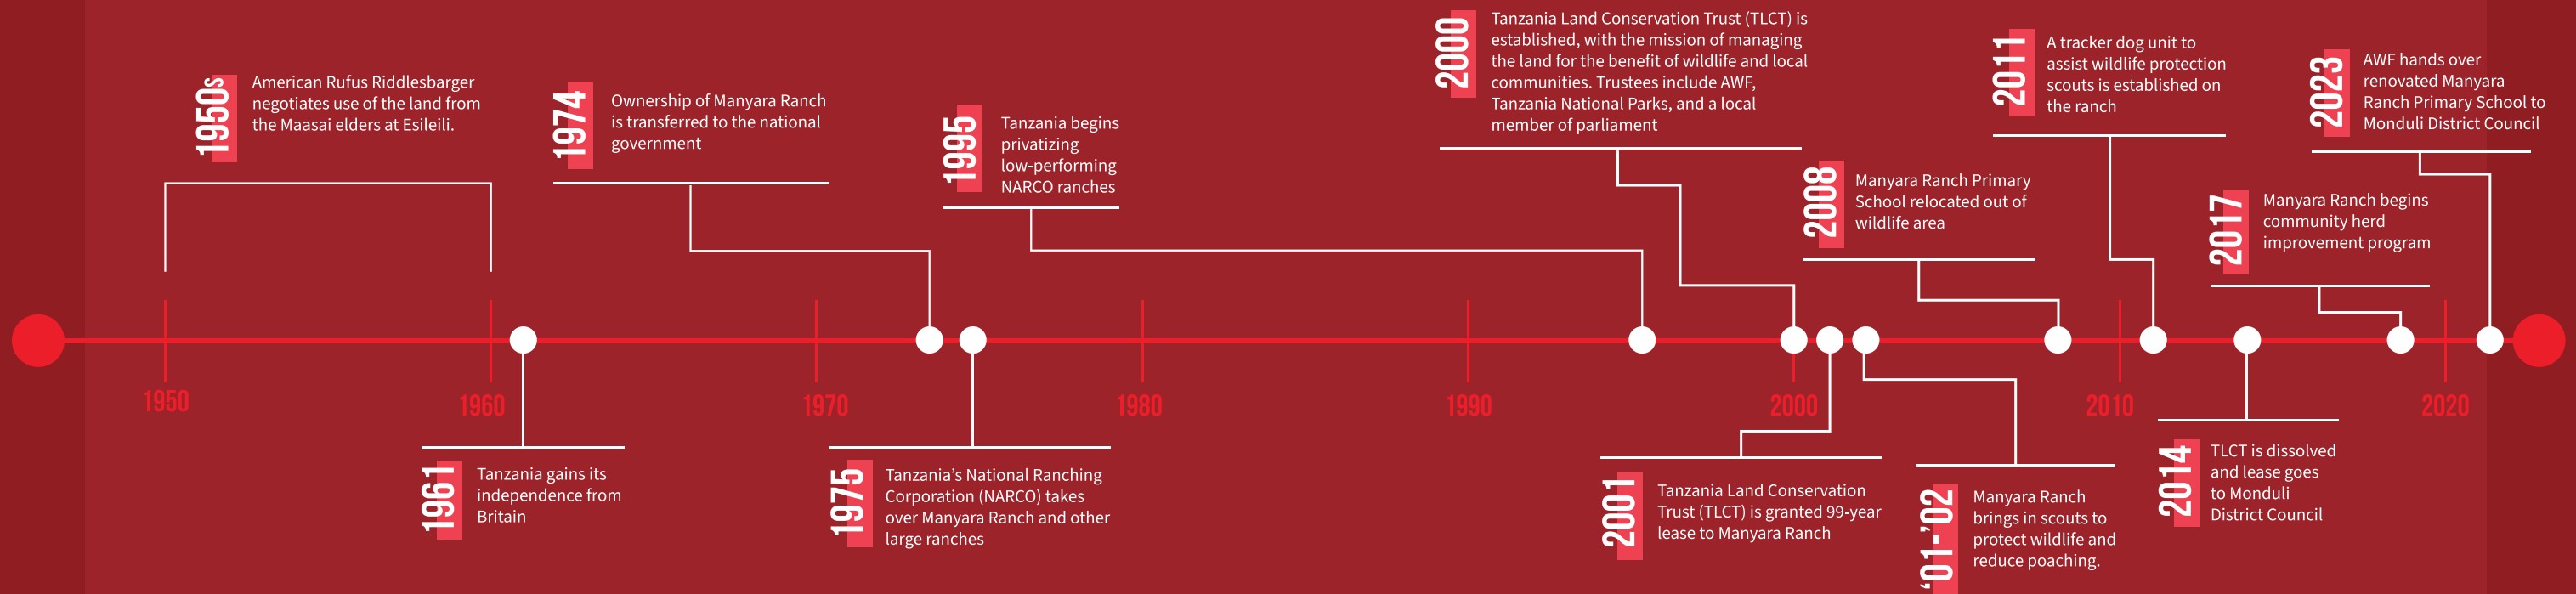 1950s
American Rufus Riddlesbarger
negotiates use of the land from
the Maasai elders at Esileili.
1974
Ownership of Manyara Ranch
is transferred to the national
government
1995
Tanzania begins
privatizing
low-performing
NARCO ranches
2000
Tanzania Land Conservation Trust (TLCT) is
established, with the mission of managing
the land for the benefit of wildlife and local
communities. Trustees include AWF,
Tanzania National Parks, and a local
member of parliament
2008
Manyara Ranch Primary
School relocated out of
wildlife area
2011
A tracker dog unit to
assist wildlife protection
scouts is established on
the ranch
2017
Manyara Ranch begins
community herd
improvement program
2023
AWF hands over
renovated Manyara
Ranch Primary School to
Monduli District Council
1950
1960
1970
1980
1990
2000
2010
2020
1961
Tanzania gains its
independence from
Britain
1975
Tanzania’s National Ranching
Corporation (NARCO) takes
over Manyara Ranch and other
large ranches
2001
Tanzania Land Conservation
Trust (TLCT) is granted 99-year
lease to Manyara Ranch
‘01-’02
Manyara Ranch
brings in scouts to
protect wildlife and
reduce poaching.
2014
TLCT is dissolved
and lease goes
to Monduli
District Council